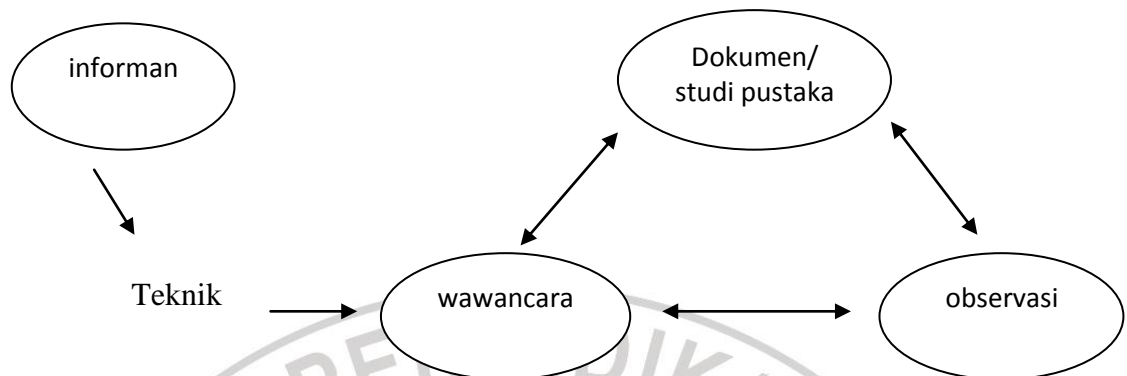 informan
Dokumen/
studi pustaka
Teknik
wawancara
observasi